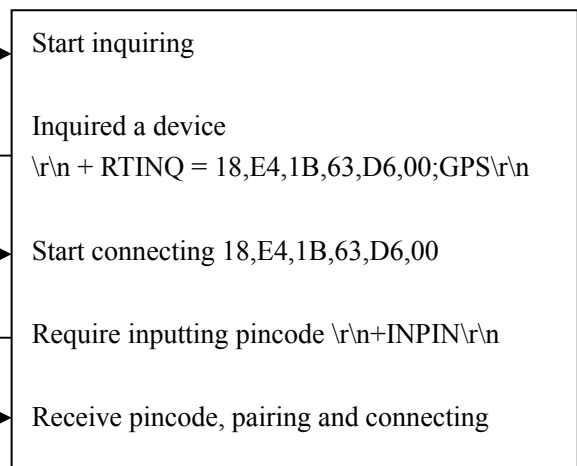 Start inquiring
Inquired a device
\r\n + RTINQ = 18,E4,1B,63,D6,00;GPS\r\n
Start connecting 18,E4,1B,63,D6,00
Require inputting pincode \r\n+INPIN\r\n
Receive pincode, pairing and connecting